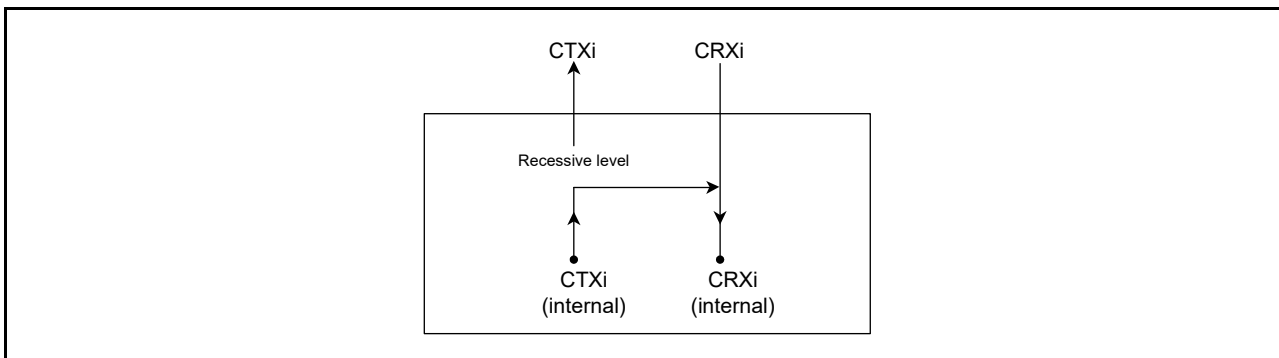 CTXi CRXi
Recessive level
CTXi CRXi
(internal) (internal)